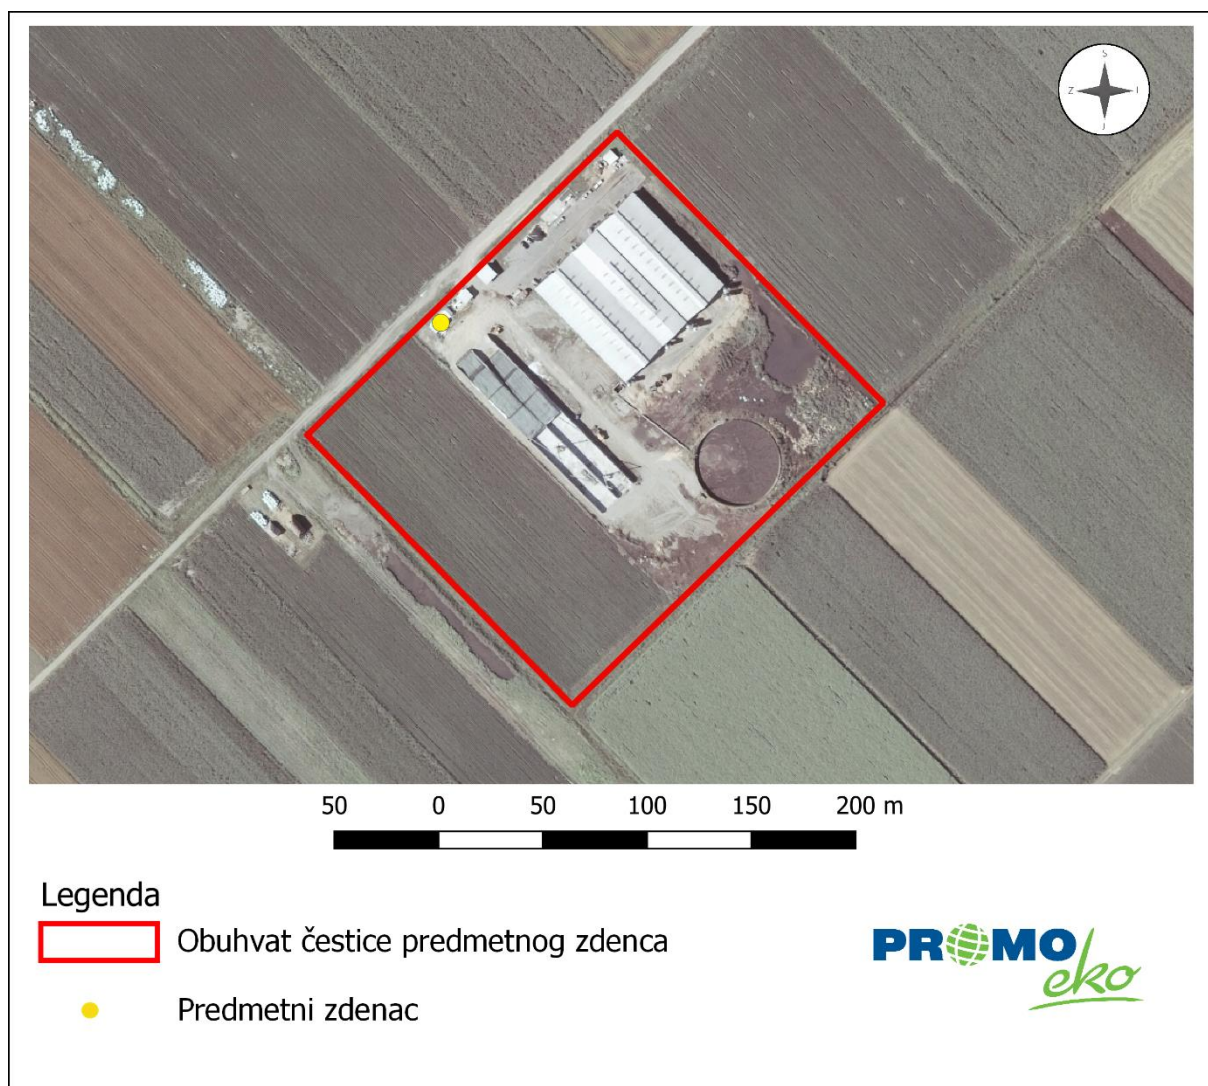 S
Z I
J
50 0 50 100 150 200 m
Legenda
Obuhvat čestice predmetnog zdenca
Predmetni zdenac
PROMO
eko